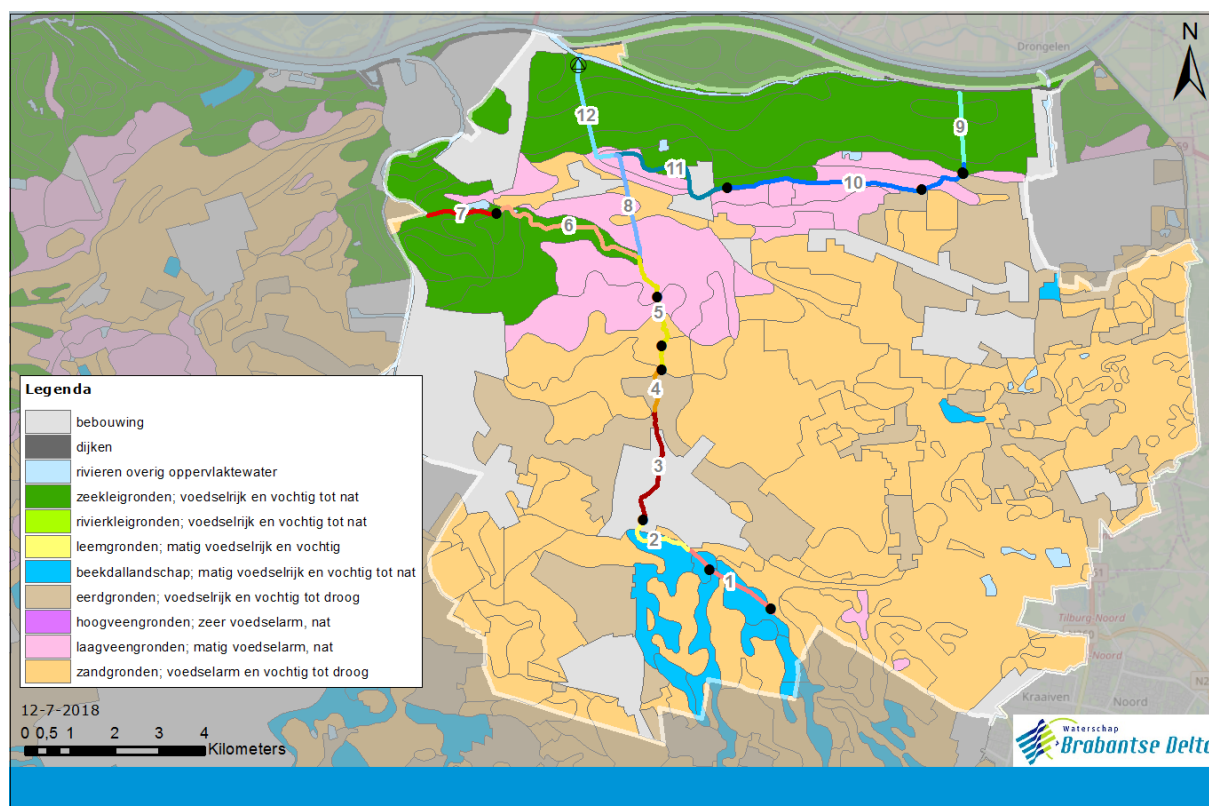 Drongelen
N
59
12
9
11
10
7
6
8
5
4
3
2
1
Legenda
bebouwing
dijken
rivieren overig oppervlaktewater
zeekleigronden; voedselrijk en vochtig tot nat
rivierkleigronden; voedselrijk en vochtig tot nat
leemgronden; matig voedselrijk en vochtig
beekdallandschap; matig voedselrijk en vochtig tot nat
eerdgronden; voedselrijk en vochtig tot droog
hoogveengronden; zeer voedselarm, nat
laagveengronden; matig voedselarm, nat
zandgronden; voedselarm en vochtig tot droog
Tilburg-Noord
Noord
N2
Kraaiven
Noord
12-7-2018
0 0,5 1 2 3 4
Kilometers
Waterschap
Brabantse Delta